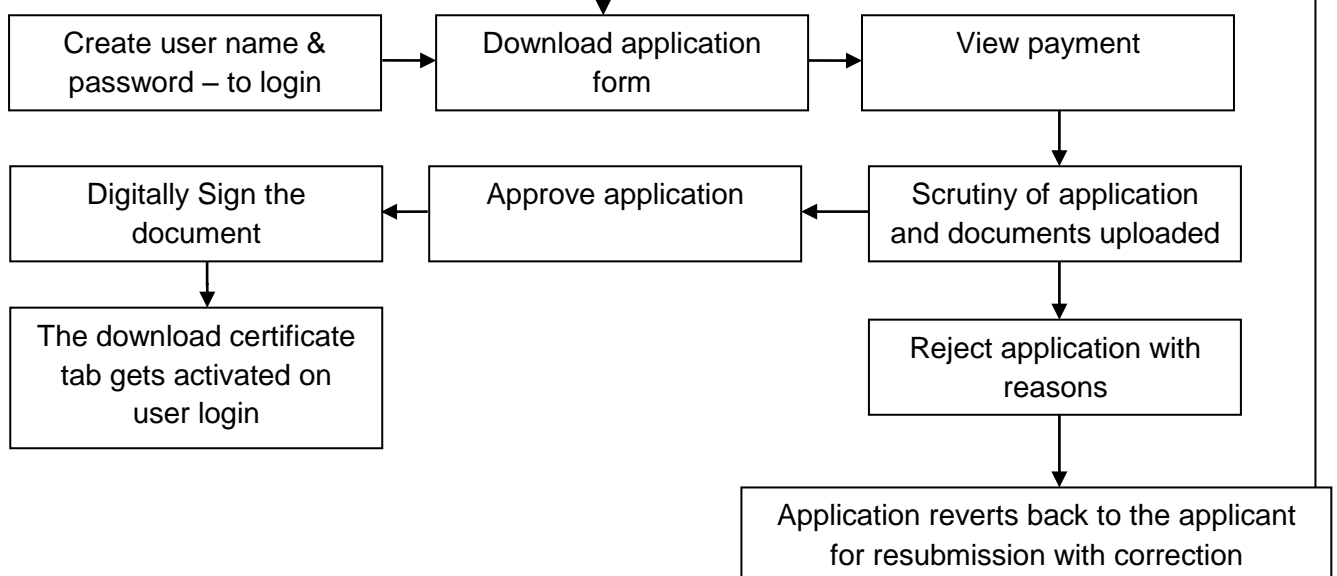 Create user name &
password – to login
Download application
form
View payment
Digitally Sign the
document
Approve application
Scrutiny of application
and documents uploaded
The download certificate
tab gets activated on
user login
Reject application with
reasons
Application reverts back to the applicant
for resubmission with correction